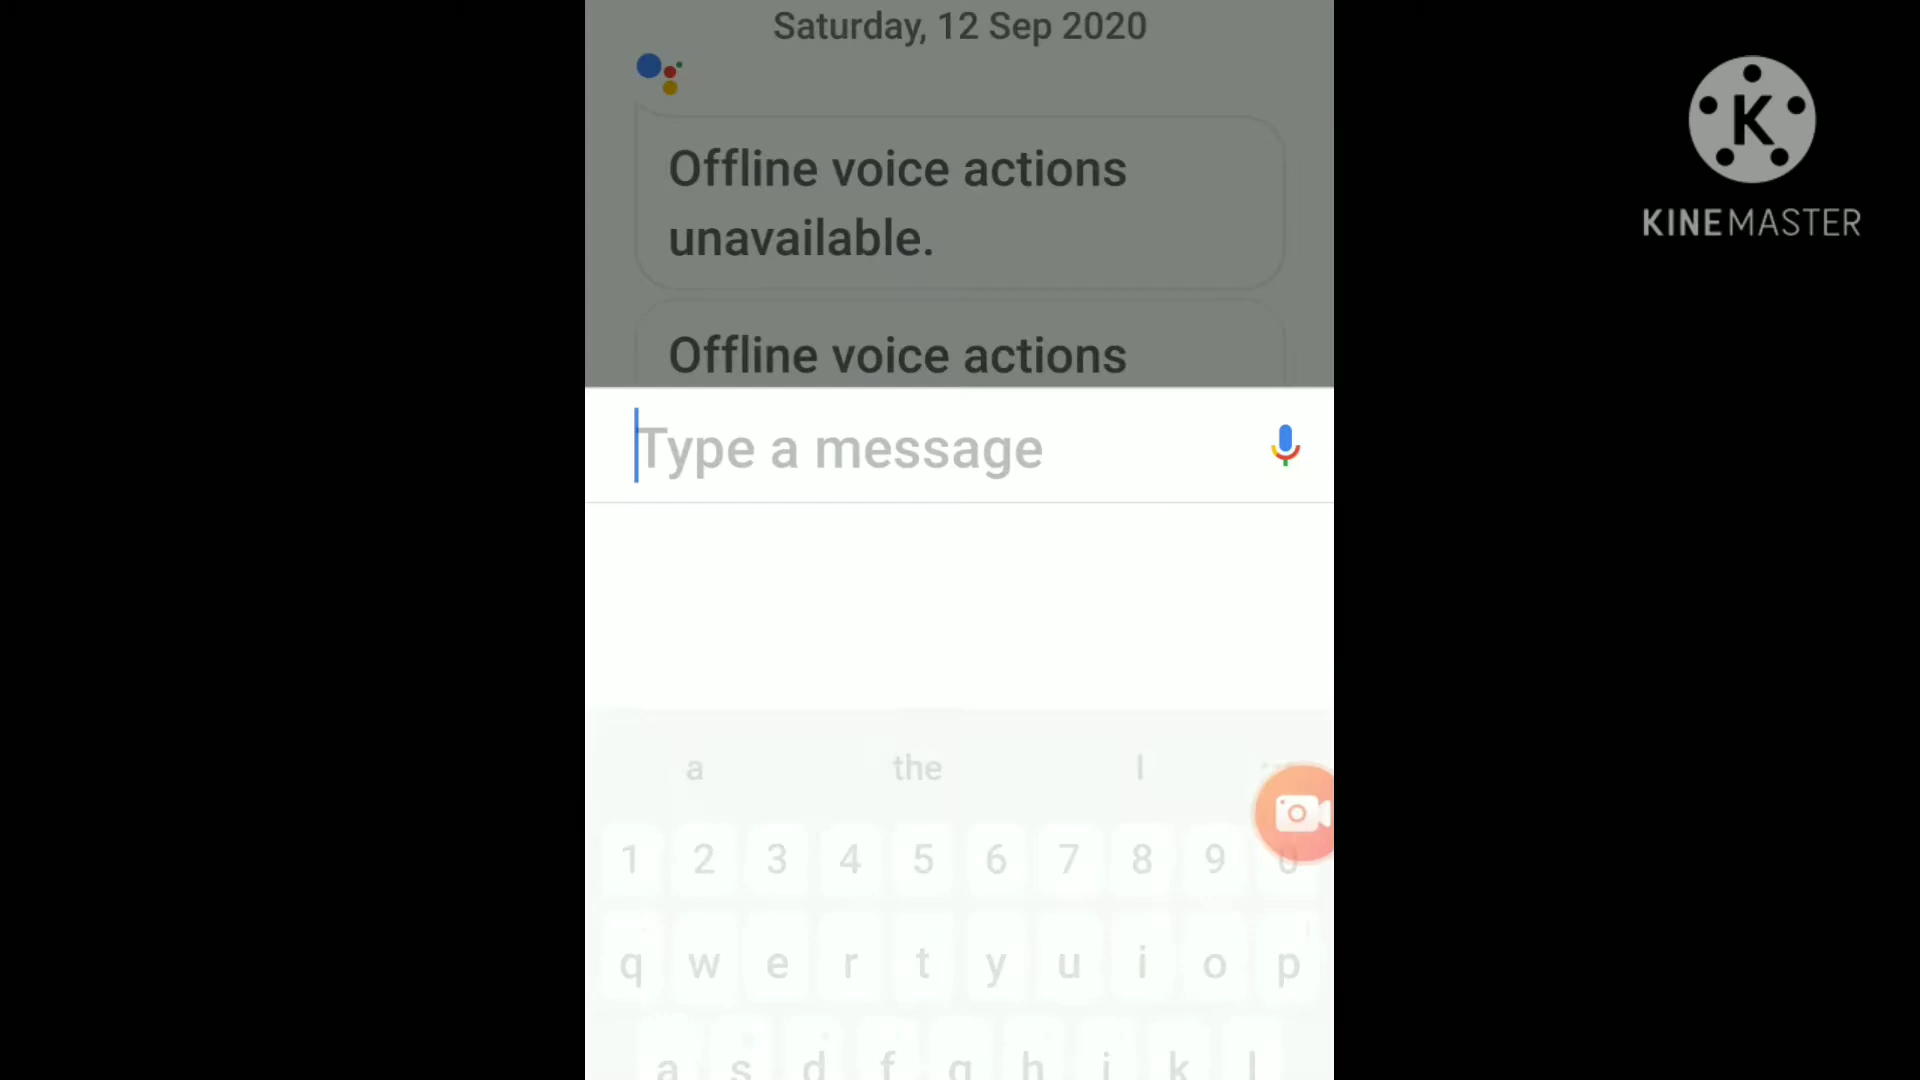 Saturday, 12 Sep 2020
Offline voice actions
unavailable.
Offline voice actions
Type a message
K
KINEMASTER
a the I
1 2 3 4 5 6 7 8 9 0
q w e r t y u i o p
a s d f g h j k l